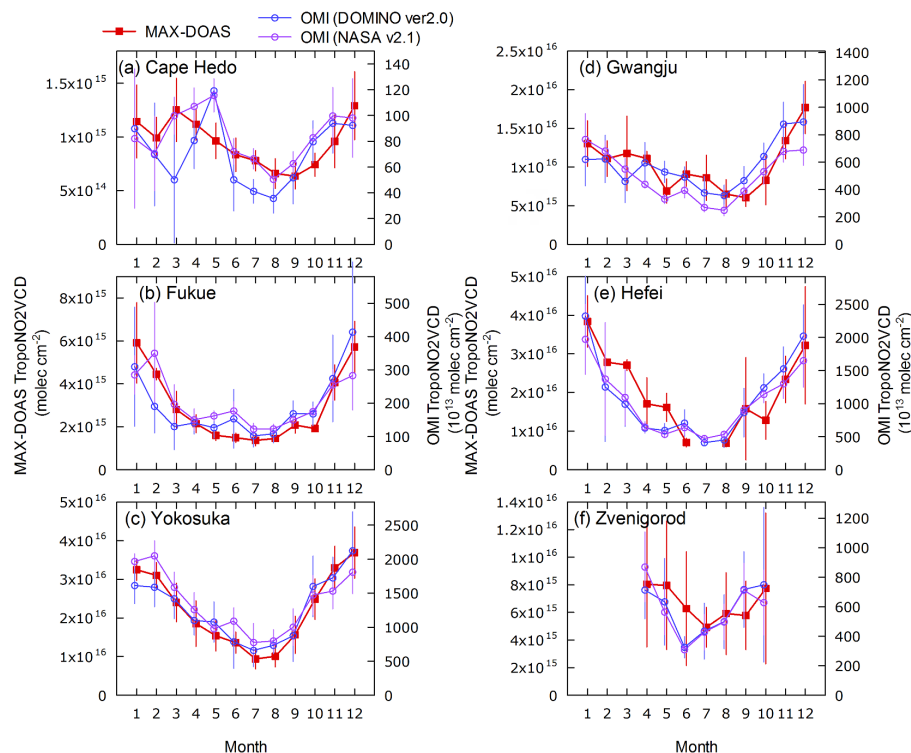 MAX-DOAS
OMI (DOMINO ver2.0)
OMI (NASA v2.1)
(a) Cape Hedo
1.5x10^15
1x10^15
5x10^14
0
140
120
100
80
60
40
20
0
1 2 3 4 5 6 7 8 9 10 11 12
(d) Gwangju
2.5x10^16
2x10^16
1.5x10^16
1x10^16
5x10^15
0
1400
1200
1000
800
600
400
200
0
1 2 3 4 5 6 7 8 9 10 11 12
MAX-DOAS TropoNO2VCD
(molec cm^-2)
(b) Fukue
8x10^15
6x10^15
4x10^15
2x10^15
0
500
400
300
200
100
0
1 2 3 4 5 6 7 8 9 10 11 12
OMI TropoNO2VCD
(10^13 molec cm^-2)
MAX-DOAS TropoNO2VCD
(molec cm^-2)
(e) Hefei
5x10^16
4x10^16
3x10^16
2x10^16
1x10^16
0
2500
2000
1500
1000
500
0
1 2 3 4 5 6 7 8 9 10 11 12
OMI TropoNO2VCD
(10^13 molec cm^-2)
(c) Yokosuka
5x10^16
4x10^16
3x10^16
2x10^16
1x10^16
0
2500
2000
1500
1000
500
0
1 2 3 4 5 6 7 8 9 10 11 12
Month
(f) Zvenigorod
1.4x10^16
1.2x10^16
1x10^16
8x10^15
6x10^15
4x10^15
2x10^15
0
1200
1000
800
600
400
200
0
1 2 3 4 5 6 7 8 9 10 11 12
Month